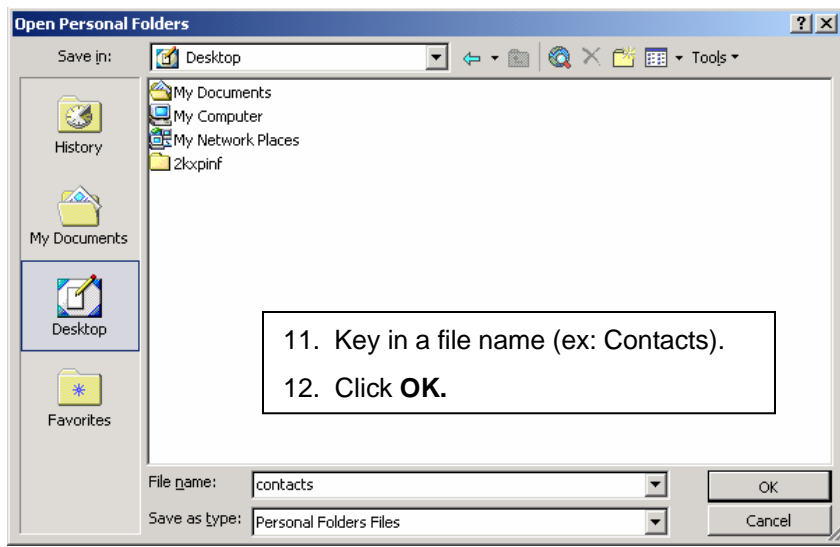 Open Personal Folders
Save in:
Desktop
Tools
History
My Documents
Desktop
Favorites
My Documents
My Computer
My Network Places
2kxpinf
11. Key in a file name (ex: Contacts).
12. Click OK.
File name:
contacts
OK
Save as type:
Personal Folders Files
Cancel